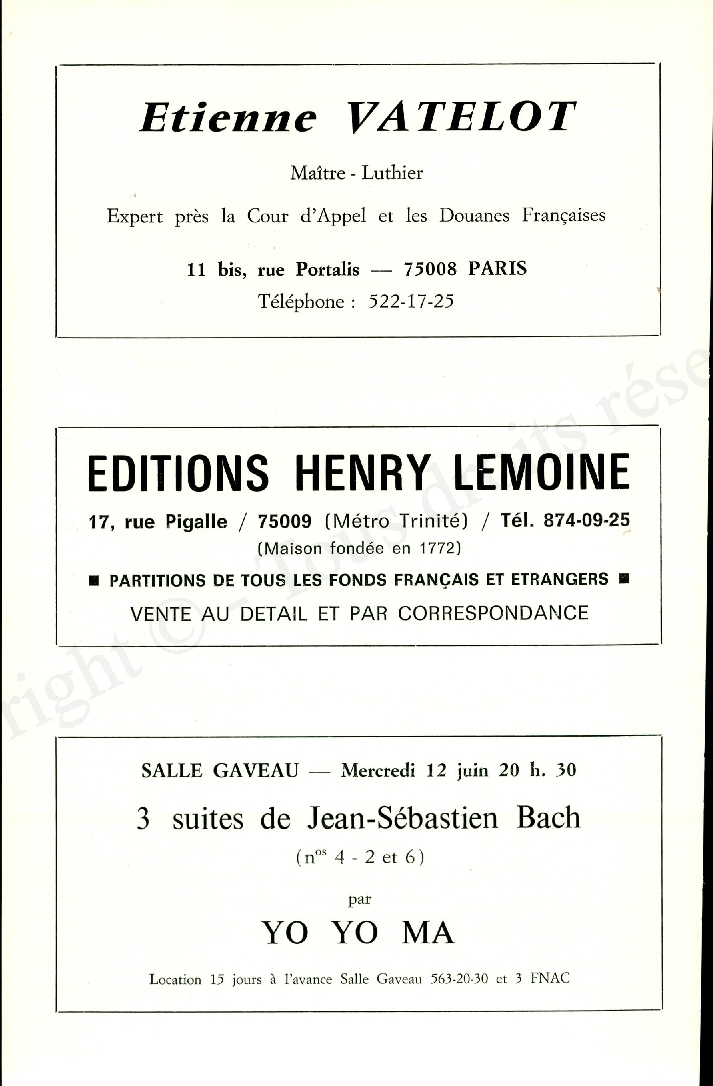 Etienne VATELOT
Maître - Luthier
Expert près la Cour d'Appel et les Douanes Françaises
11 bis, rue Portalis — 75008 PARIS
Téléphone : 522-17-25
EDITIONS HENRY LEMOINE
17, rue Pigalle / 75009 (Métro Trinité) / Tél. 874-09-25
(Maison fondée en 1772)
■ PARTITIONS DE TOUS LES FONDS FRANÇAIS ET ETRANGERS ■
VENTE AU DETAIL ET PAR CORRESPONDANCE
SALLE GAVEAU — Mercredi 12 juin 20 h. 30
3 suites de Jean-Sébastien Bach
(nos 4 - 2 et 6)
par
YO YO MA
Location 15 jours à l'avance Salle Gaveau 563-20-30 et 3 FNAC
right © - Tous droits rése